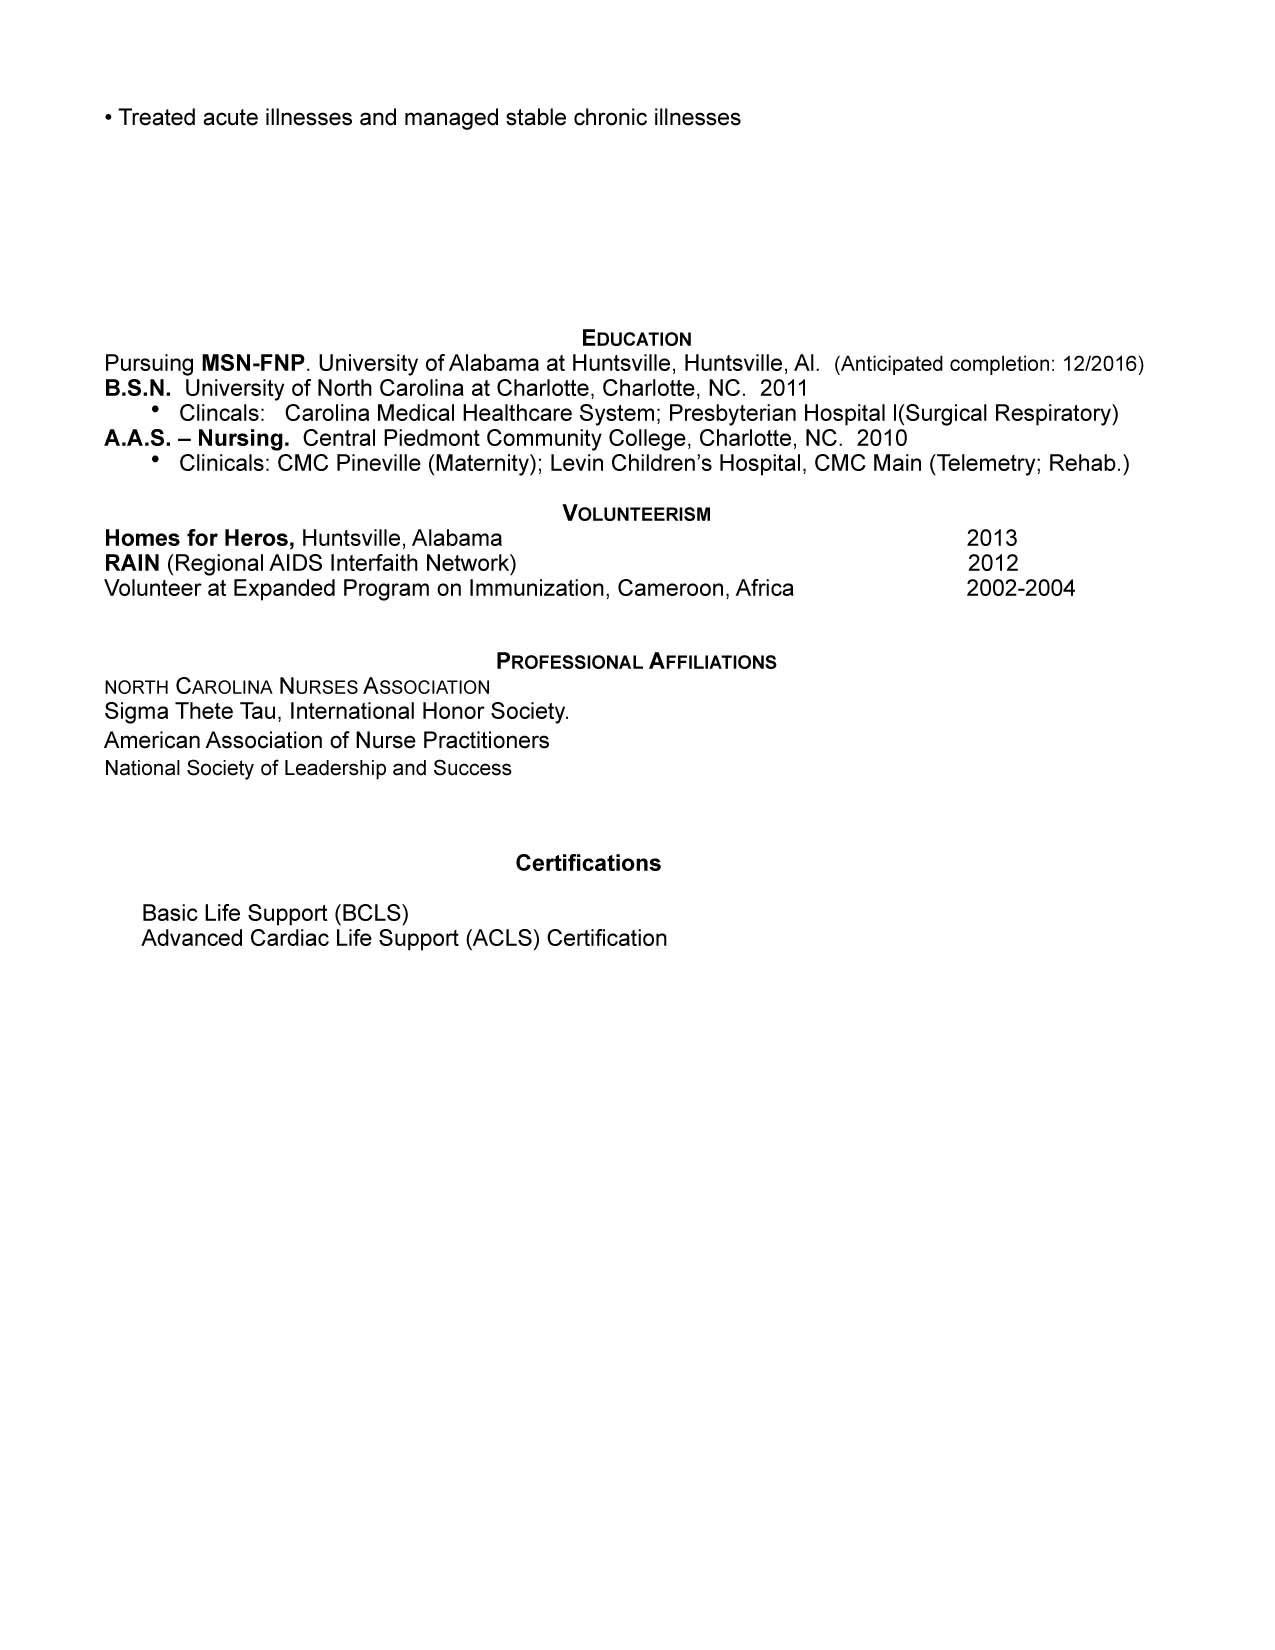 • Treated acute illnesses and managed stable chronic illnesses
EDUCATION
Pursuing MSN-FNP. University of Alabama at Huntsville, Huntsville, Al. (Anticipated completion: 12/2016)
B.S.N. University of North Carolina at Charlotte, Charlotte, NC. 2011
• Clincals: Carolina Medical Healthcare System; Presbyterian Hospital I(Surgical Respiratory)
A.A.S. – Nursing. Central Piedmont Community College, Charlotte, NC. 2010
• Clinicals: CMC Pineville (Maternity); Levin Children’s Hospital, CMC Main (Telemetry; Rehab.)
VOLUNTEERISM
Homes for Heros, Huntsville, Alabama 2013
RAIN (Regional AIDS Interfaith Network) 2012
Volunteer at Expanded Program on Immunization, Cameroon, Africa 2002-2004
PROFESSIONAL AFFILIATIONS
NORTH CAROLINA NURSES ASSOCIATION
Sigma Thete Tau, International Honor Society.
American Association of Nurse Practitioners
National Society of Leadership and Success
Certifications
Basic Life Support (BCLS)
Advanced Cardiac Life Support (ACLS) Certification